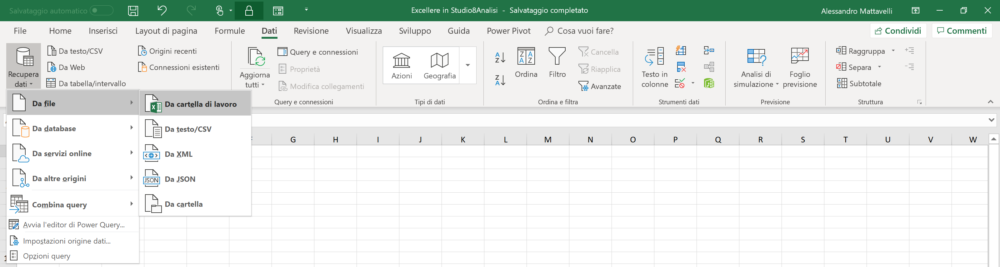 Salvataggio automatico
Excellere in Studio8Analisi - Salvataggio completato
Alessandro Mattavelli
File
Home
Inserisci
Layout di pagina
Formule
Dati
Revisione
Visualizza
Sviluppo
Guida
Power Pivot
Cosa vuoi fare?
Condividi
Commenti
Recupera
dati
Da testo/CSV
Da Web
Da tabella/intervallo
Origini recenti
Connessioni esistenti
Aggiorna
tutti
Query e connessioni
Proprietà
Modifica collegamenti
Query e connessioni
Azioni
Geografia
Tipi di dati
Ordina
Filtro
Cancella
Riapplica
Avanzate
Ordina e filtra
Testo in
colonne
Strumenti dati
Analisi di
simulazione
Foglio
previsione
Previsione
Raggruppa
Separa
Subtotale
Struttura
Da file
Da database
Da servizi online
Da altre origini
Combina query
Avvia l'editor di Power Query...
Impostazioni origine dati...
Opzioni query
Da cartella di lavoro
Da testo/CSV
Da XML
JSON
Da JSON
Da cartella
G H I J K L M N O P Q R S T U V W